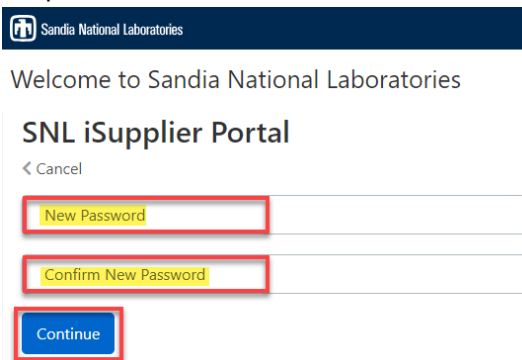 Sandia National Laboratories
Welcome to Sandia National Laboratories
SNL iSupplier Portal
Cancel
New Password
Confirm New Password
Continue